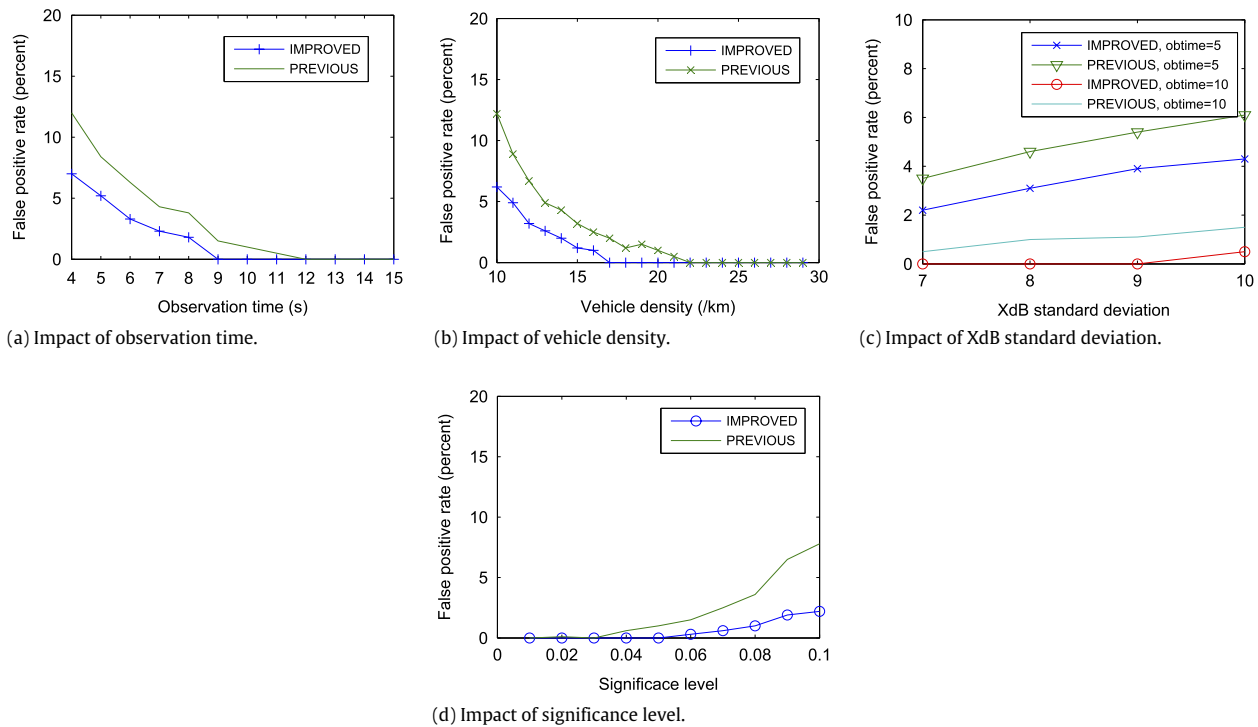 20
15
10
5
0
False positive rate (percent)
IMPROVED
PREVIOUS
4 5 6 7 8 9 10 11 12 13 14 15
Observation time (s)
(a) Impact of observation time.
20
15
10
5
0
False positive rate (percent)
IMPROVED
PREVIOUS
10 15 20 25 30
Vehicle density (/km)
(b) Impact of vehicle density.
10
8
6
4
2
0
False positive rate (percent)
IMPROVED, obtime=5
PREVIOUS, obtime=5
IMPROVED, obtime=10
PREVIOUS, obtime=10
7 8 9 10
XdB standard deviation
(c) Impact of XdB standard deviation.
20
15
10
5
0
False positive rate (percent)
IMPROVED
PREVIOUS
0 0.02 0.04 0.06 0.08 0.1
Significace level
(d) Impact of significance level.